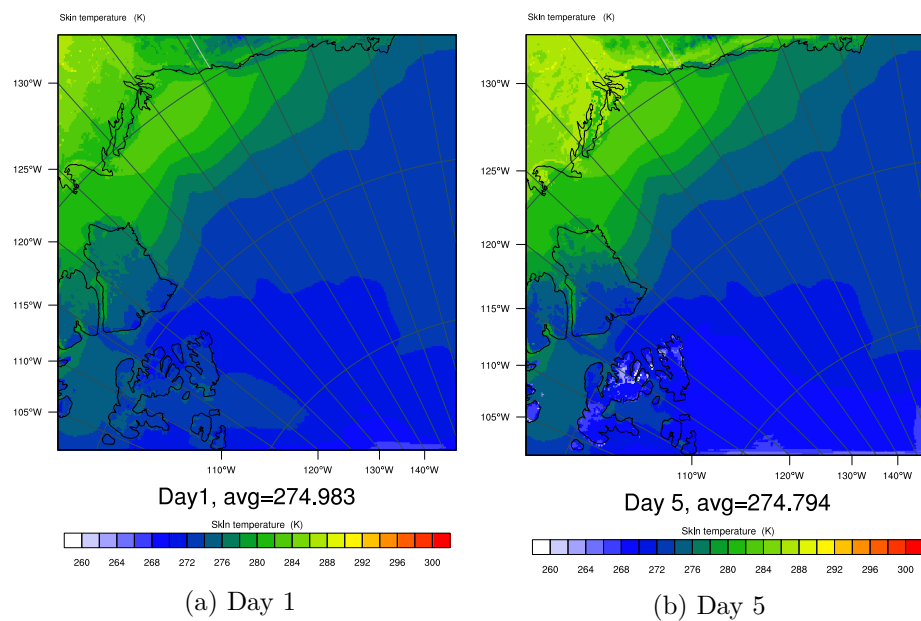 Skin temperature (K)
130°W
125°W
120°W
115°W
110°W
105°W
110°W 120°W 130°W 140°W
Day1, avg=274.983
Skin temperature (K)
260 264 268 272 276 280 284 288 292 296 300
(a) Day 1
Skin temperature (K)
130°W
125°W
120°W
115°W
110°W
105°W
110°W 120°W 130°W 140°W
Day 5, avg=274.794
Skin temperature (K)
260 264 268 272 276 280 284 288 292 296 300
(b) Day 5